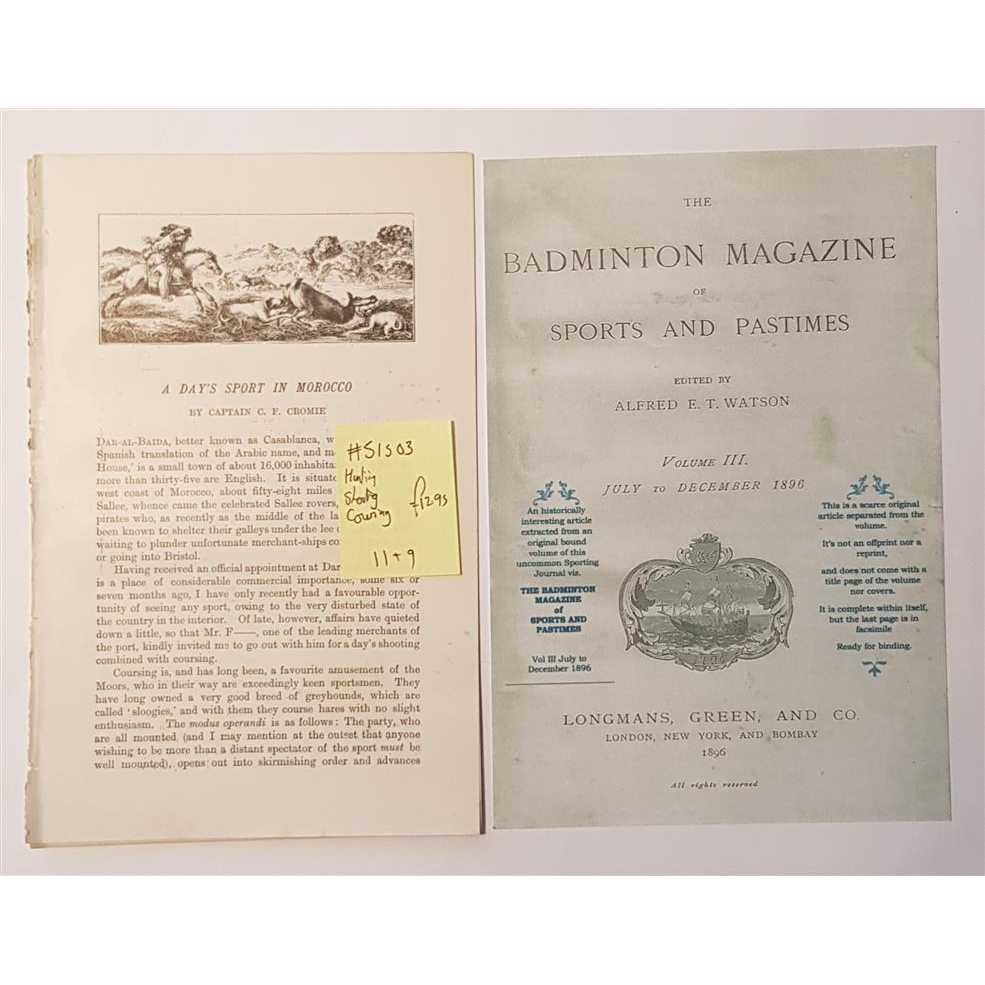 A DAY'S SPORT IN MOROCCO
BY CAPTAIN C. F. CROMIE
DAR-AL-BAIDA, better known as Casablanca, w
Spanish translation of the Arabic name, and m
House,' is a small town of about 16,000 inhabita
more than thirty-five are English. It is situate
west coast of Morocco, about fifty-eight miles
Sallee, whence came the celebrated Sallee rovers,
pirates who, as recently as the middle of the la
been known to shelter their galleys under the lee o
waiting to plunder unfortunate merchant-ships co
or going into Bristol.
Having received an official appointment at Dar
is a place of considerable commercial importance, some six or
seven months ago, I have only recently had a favourable oppor-
tunity of seeing any sport, owing to the very disturbed state of
the country in the interior. Of late, however, affairs have quieted
down a little, so that Mr. F——, one of the leading merchants of
the port, kindly invited me to go out with him for a day's shooting
combined with coursing.
Coursing is, and has long been, a favourite amusement of the
Moors, who in their way are exceedingly keen sportsmen. They
have long owned a very good breed of greyhounds, which are
called 'sloogies,' and with them they course hares with no slight
enthusiasm. The modus operandi is as follows: The party, who
are all mounted (and I may mention at the outset that anyone
wishing to be more than a distant spectator of the sport must be
well mounted), opens out into skirmishing order and advances
#S1S03
Hunting
Shooting
Coursing
£12.95
11+9
THE
BADMINTON MAGAZINE
OF
SPORTS AND PASTIMES
EDITED BY
ALFRED E. T. WATSON
VOLUME III.
JULY TO DECEMBER 1896
An historically
interesting article
extracted from an
original bound
volume of this
uncommon Sporting
Journal vis.
THE BADMINTON
MAGAZINE
of
SPORTS AND
PASTIMES
Vol III July to
December 1896
This is a scarce original
article separated from the
volume.
It's not an offprint nor a
reprint,
and does not come with a
title page of the volume
nor covers.
It is complete within itself,
but the last page is in
facsimile
Ready for binding.
LONGMANS, GREEN, AND CO.
LONDON, NEW YORK, AND BOMBAY
1896
All rights reserved